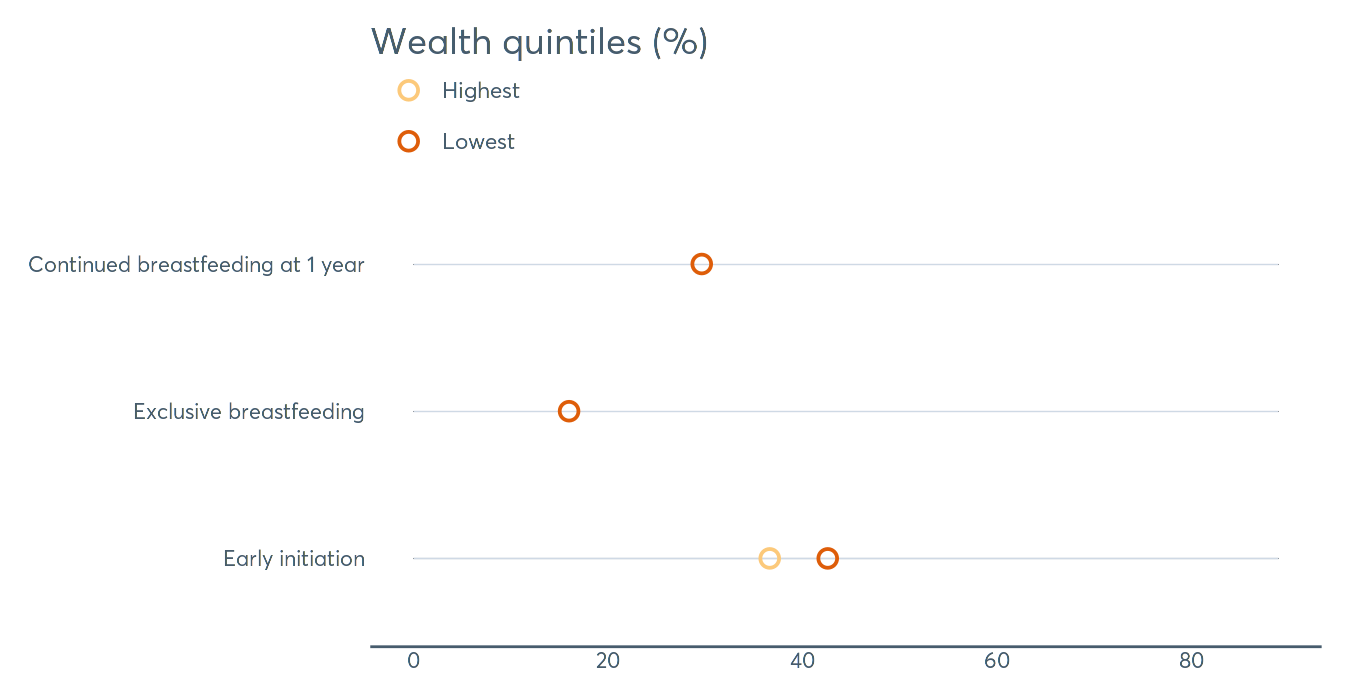 Wealth quintiles (%)
Highest
Lowest
Continued breastfeeding at 1 year
Exclusive breastfeeding
Early initiation
0 20 40 60 80